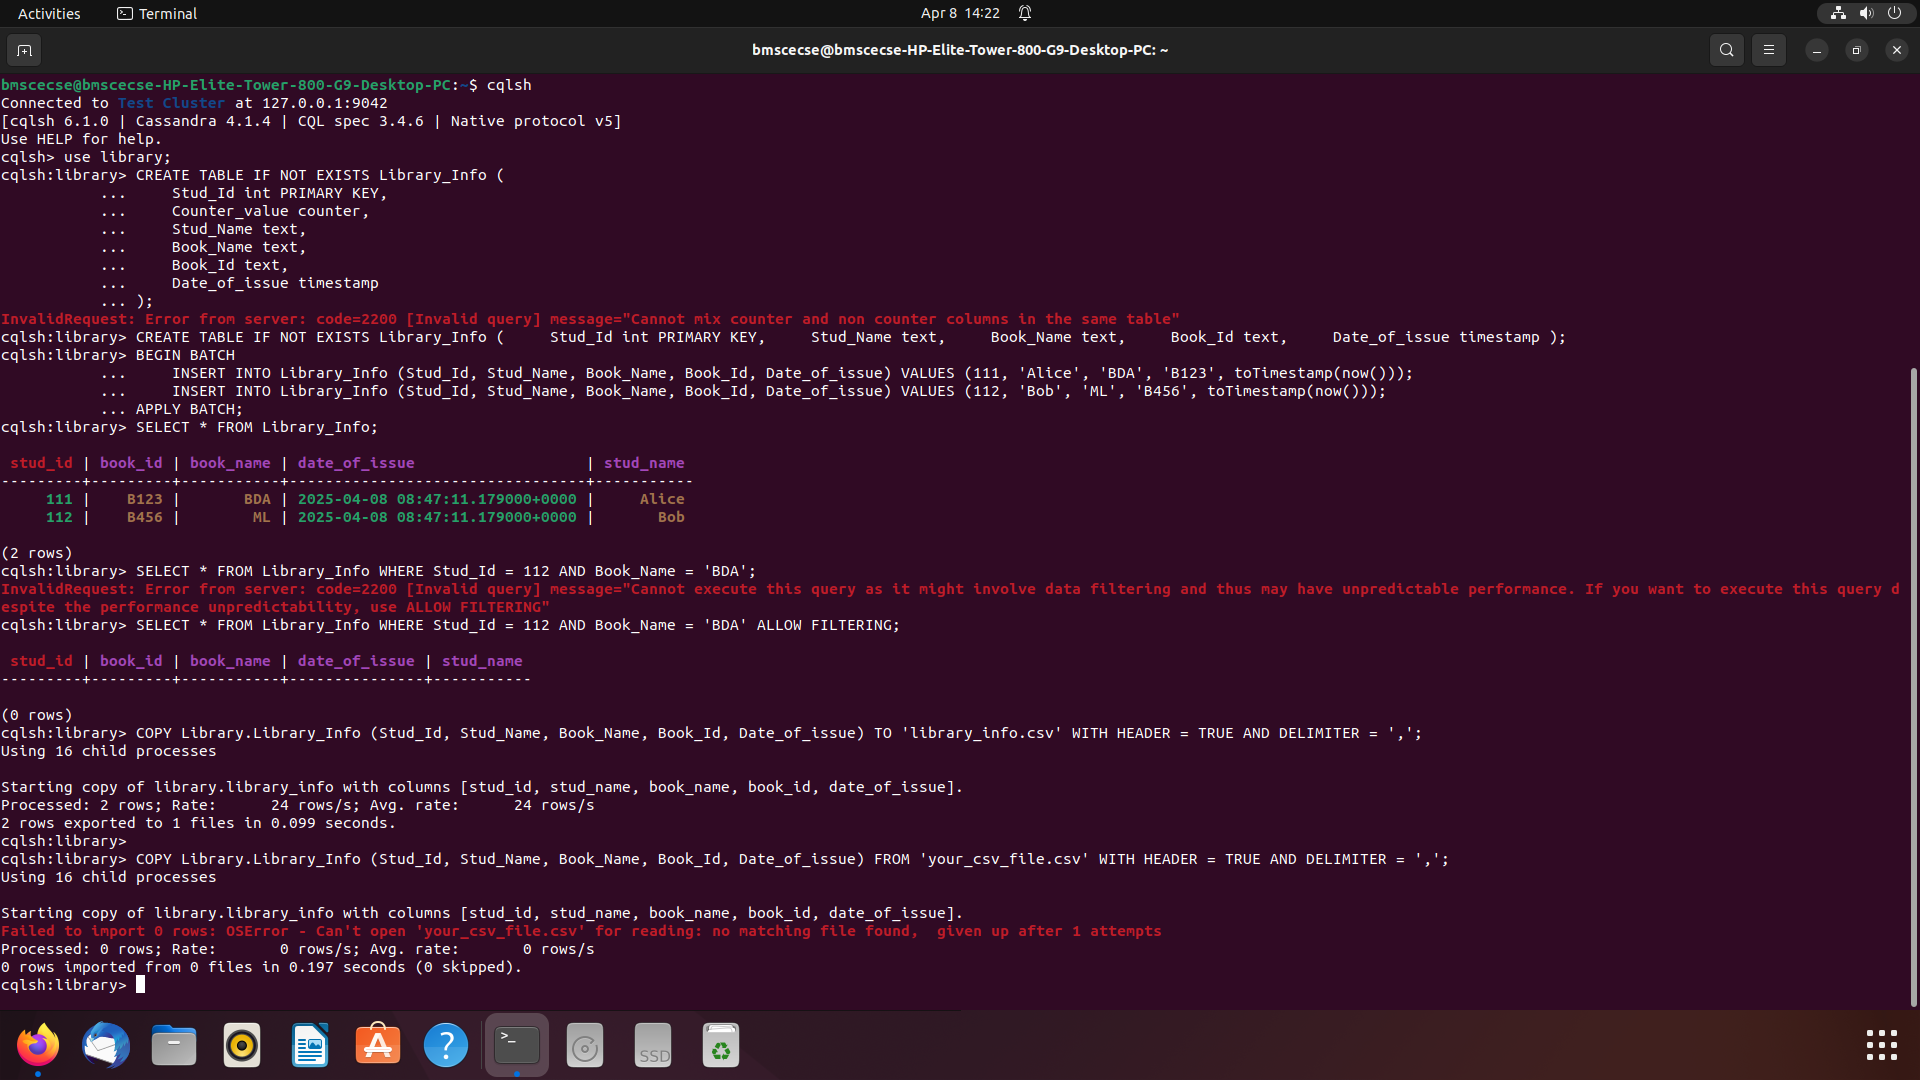 Activities
Terminal
Apr 8 14:22
bmscecse@bmscecse-HP-Elite-Tower-800-G9-Desktop-PC: ~
bmscecse@bmscecse-HP-Elite-Tower-800-G9-Desktop-PC:~$ cqlsh
Connected to Test Cluster at 127.0.0.1:9042
[cqlsh 6.1.0 | Cassandra 4.1.4 | CQL spec 3.4.6 | Native protocol v5]
Use HELP for help.
cqlsh> use library;
cqlsh:library> CREATE TABLE IF NOT EXISTS Library_Info (
           ...     Stud_Id int PRIMARY KEY,
           ...     Counter_value counter,
           ...     Stud_Name text,
           ...     Book_Name text,
           ...     Book_Id text,
           ...     Date_of_issue timestamp
           ... );
InvalidRequest: Error from server: code=2200 [Invalid query] message="Cannot mix counter and non counter columns in the same table"
cqlsh:library> CREATE TABLE IF NOT EXISTS Library_Info (     Stud_Id int PRIMARY KEY,     Stud_Name text,     Book_Name text,     Book_Id text,     Date_of_issue timestamp );
cqlsh:library> BEGIN BATCH
           ...     INSERT INTO Library_Info (Stud_Id, Stud_Name, Book_Name, Book_Id, Date_of_issue) VALUES (111, 'Alice', 'BDA', 'B123', toTimestamp(now()));
           ...     INSERT INTO Library_Info (Stud_Id, Stud_Name, Book_Name, Book_Id, Date_of_issue) VALUES (112, 'Bob', 'ML', 'B456', toTimestamp(now()));
           ... APPLY BATCH;
cqlsh:library> SELECT * FROM Library_Info;
 stud_id | book_id | book_name | date_of_issue                   | stud_name
---------+---------+-----------+---------------------------------+-----------
     111 |    B123 |       BDA | 2025-04-08 08:47:11.179000+0000 |     Alice
     112 |    B456 |        ML | 2025-04-08 08:47:11.179000+0000 |       Bob
(2 rows)
cqlsh:library> SELECT * FROM Library_Info WHERE Stud_Id = 112 AND Book_Name = 'BDA';
InvalidRequest: Error from server: code=2200 [Invalid query] message="Cannot execute this query as it might involve data filtering and thus may have unpredictable performance. If you want to execute this query d
espite the performance unpredictability, use ALLOW FILTERING"
cqlsh:library> SELECT * FROM Library_Info WHERE Stud_Id = 112 AND Book_Name = 'BDA' ALLOW FILTERING;
 stud_id | book_id | book_name | date_of_issue | stud_name
---------+---------+-----------+---------------+-----------
(0 rows)
cqlsh:library> COPY Library.Library_Info (Stud_Id, Stud_Name, Book_Name, Book_Id, Date_of_issue) TO 'library_info.csv' WITH HEADER = TRUE AND DELIMITER = ',';
Using 16 child processes
Starting copy of library.library_info with columns [stud_id, stud_name, book_name, book_id, date_of_issue].
Processed: 2 rows; Rate:      24 rows/s; Avg. rate:      24 rows/s
2 rows exported to 1 files in 0.099 seconds.
cqlsh:library>
cqlsh:library> COPY Library.Library_Info (Stud_Id, Stud_Name, Book_Name, Book_Id, Date_of_issue) FROM 'your_csv_file.csv' WITH HEADER = TRUE AND DELIMITER = ',';
Using 16 child processes
Starting copy of library.library_info with columns [stud_id, stud_name, book_name, book_id, date_of_issue].
Failed to import 0 rows: OSError - Can't open 'your_csv_file.csv' for reading: no matching file found,  given up after 1 attempts
Processed: 0 rows; Rate:       0 rows/s; Avg. rate:       0 rows/s
0 rows imported from 0 files in 0.197 seconds (0 skipped).
cqlsh:library>
>_
SSD